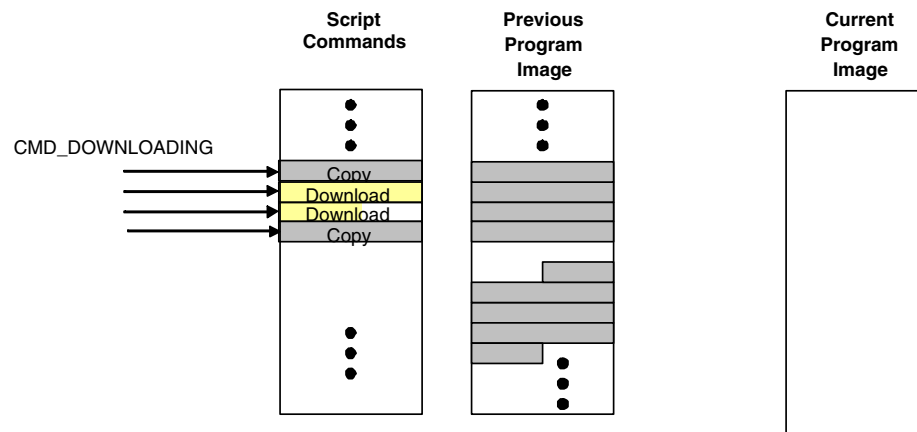 Script
Commands
Previous
Program
Image
Current
Program
Image
CMD_DOWNLOADING
Copy
Download
Download
Copy